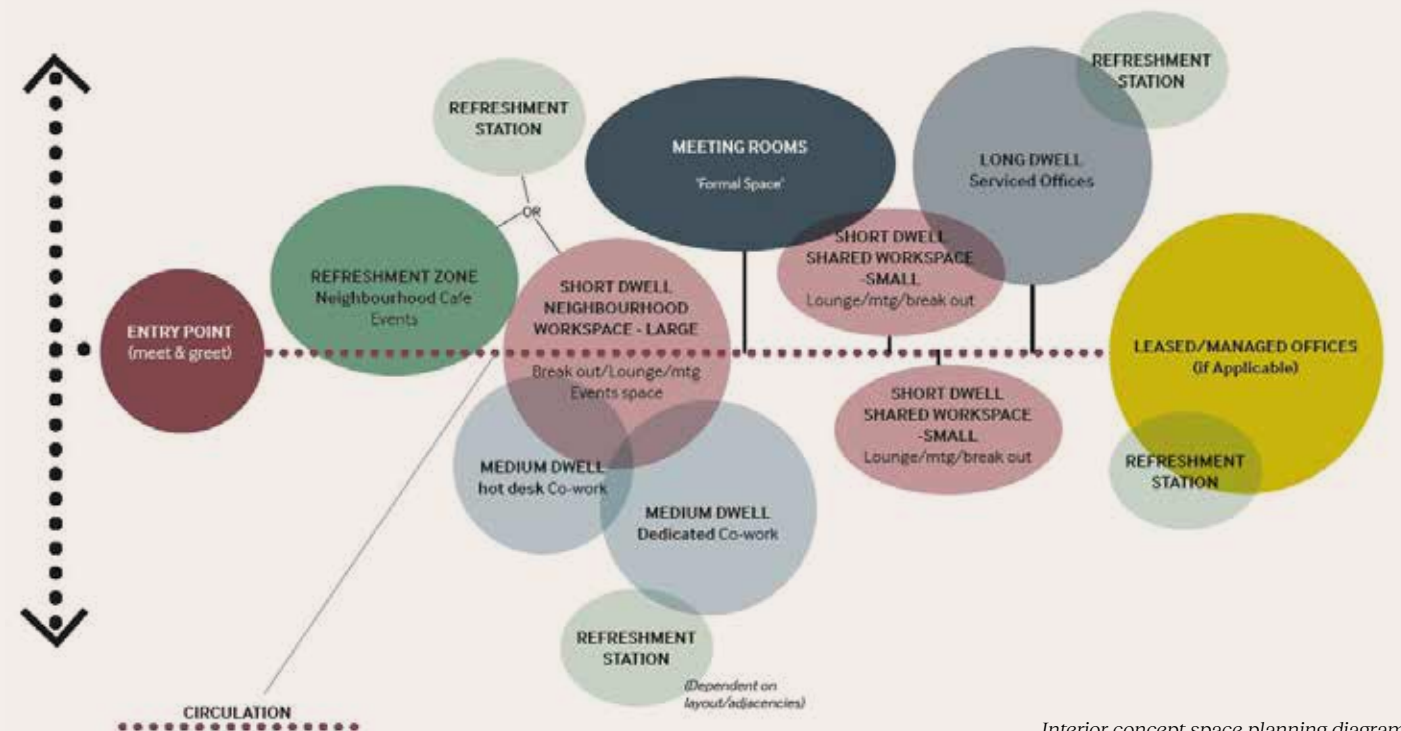 REFRESHMENT
STATION
REFRESHMENT
STATION
MEETING ROOMS
'Formal Space'
LONG DWELL
Serviced Offices
OR
SHORT DWELL
SHARED WORKSPACE
-SMALL
Lounge/mtg/break out
REFRESHMENT ZONE
Neighbourhood Cafe
Events
SHORT DWELL
NEIGHBOURHOOD
WORKSPACE - LARGE
Break out/Lounge/mtg
Events space
ENTRY POINT
(meet & greet)
LEASED/MANAGED OFFICES
(if Applicable)
SHORT DWELL
SHARED WORKSPACE
-SMALL
Lounge/mtg/break out
MEDIUM DWELL
hot desk Co-work
MEDIUM DWELL
Dedicated Co-work
REFRESHMENT
STATION
REFRESHMENT
STATION
(Dependent on
layout/adjacencies)
CIRCULATION
Interior concept space planning diagram